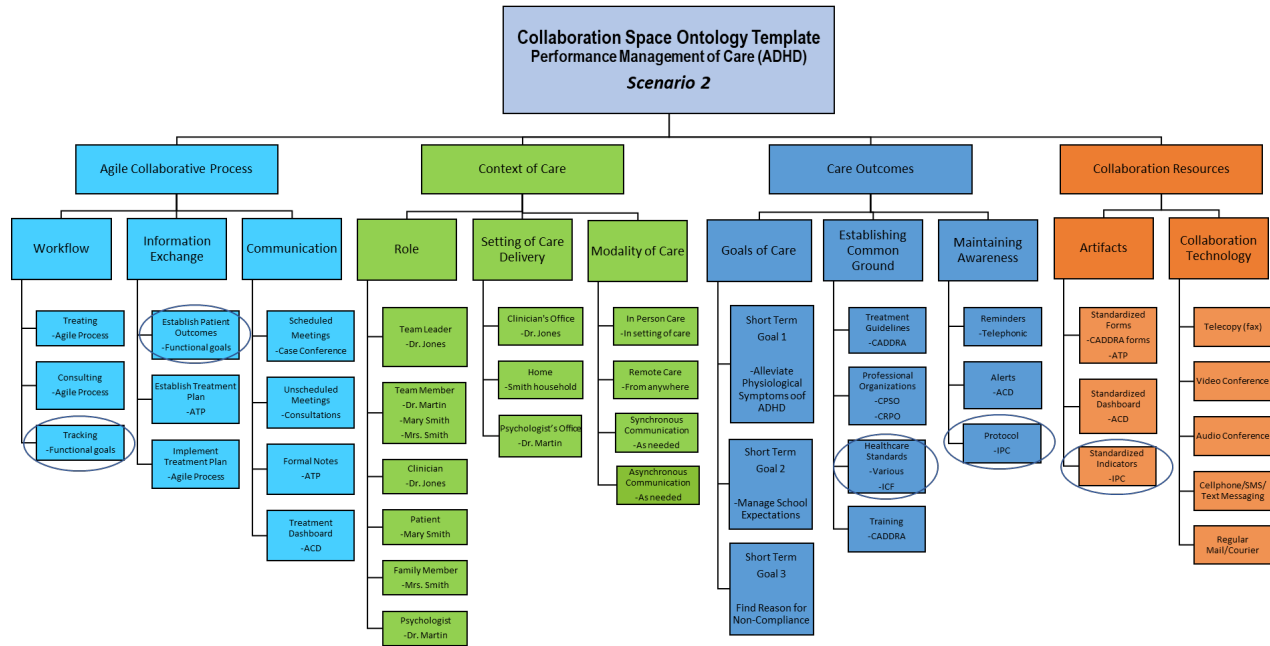 Collaboration Space Ontology Template
Performance Management of Care (ADHD)
Scenario 2
Agile Collaborative Process
Context of Care
Care Outcomes
Collaboration Resources
Workflow
Information
Exchange
Communication
Role
Setting of Care
Delivery
Modality of Care
Goals of Care
Establishing
Common
Ground
Maintaining
Awareness
Artifacts
Collaboration
Technology
Treating
-Agile Process
Consulting
-Agile Process
Tracking
-Functional goals
Establish Patient
Outcomes
-Functional goals
Establish Treatment
Plan
-ATP
Implement Treatment Plan
-Agile Process
Scheduled
Meetings
-Case Conference
Unscheduled
Meetings
-Consultations
Formal Notes
-ATP
Treatment
Dashboard
-ACD
Team Leader
-Dr. Jones
Team Member
-Dr. Martin
-Mary Smith
-Mrs. Smith
Clinician
-Dr. Jones
Patient
-Mary Smith
Family Member
-Mrs. Smith
Psychologist
-Dr. Martin
Clinician's Office
-Dr. Jones
Home
-Smith household
Psychologist's Office
-Dr. Martin
In Person Care
-In setting of care
Remote Care
-From anywhere
Synchronous
Communication
-As needed
Asynchronous
Communication
-As needed
Short Term
Goal 1
-Alleviate
Physiological
Symptoms oof
ADHD
Short Term
Goal 2
-Manage School
Expectations
Short Term
Goal 3
Find Reason for
Non-Compliance
Treatment
Guidelines
-CADDRA
Professional
Organizations
-CPSO
-CRPO
Healthcare
Standards
-Various
-ICF
Training
-CADDRA
Reminders
-Telephonic
Alerts
-ACD
Protocol
-IPC
Standardized
Forms
-CADDRA forms
-ATP
Standardized
Dashboard
-ACD
Standardized
Indicators
-IPC
Telecopy (fax)
Video Conference
Audio Conference
Cellphone/SMS/
Text Messaging
Regular
Mail/Courier